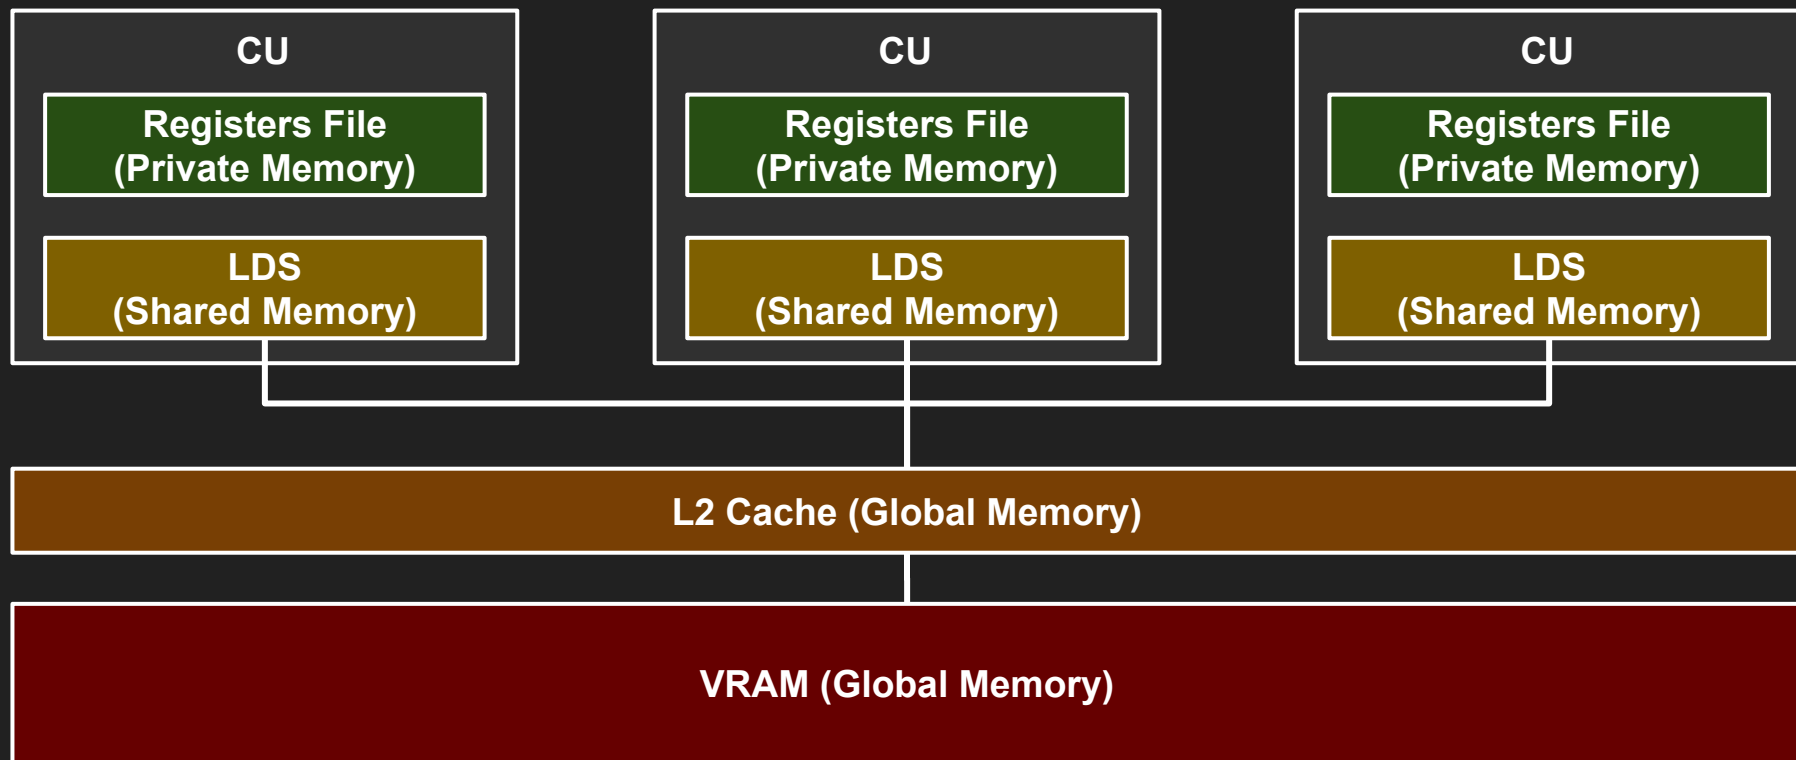 CU
Registers File
(Private Memory)
LDS
(Shared Memory)
CU
Registers File
(Private Memory)
LDS
(Shared Memory)
CU
Registers File
(Private Memory)
LDS
(Shared Memory)
L2 Cache (Global Memory)
VRAM (Global Memory)